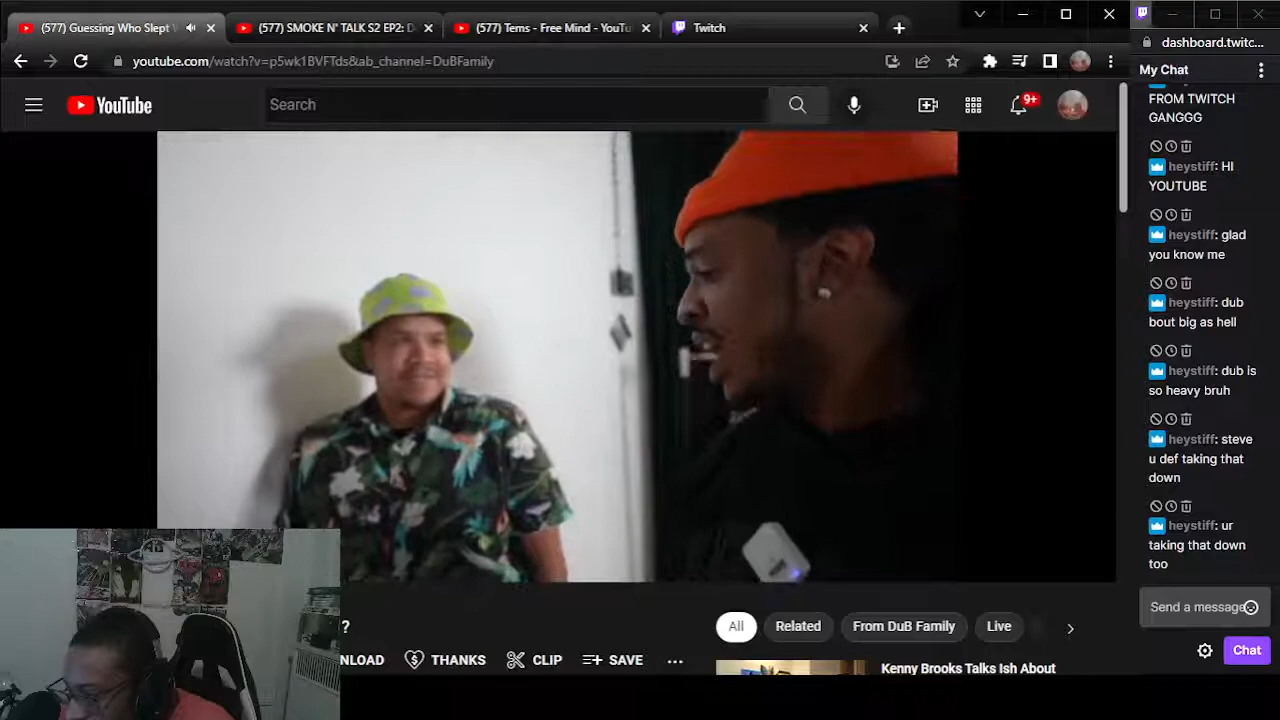 (577) Guessing Who Slept
(577) SMOKE N' TALK S2 EP2: D
(577) Tems - Free Mind - YouTu
Twitch
youtube.com/watch?v=p5wk1BVFTds&ab_channel=DuBFamily
YouTube
Search
9+
?
NLOAD
THANKS
CLIP
SAVE
All
Related
From DuB Family
Live
Kenny Brooks Talks Ish About
dashboard.twitc...
My Chat
FROM TWITCH
GANGGG
heystiff: HI
YOUTUBE
heystiff: glad
you know me
heystiff: dub
bout big as hell
heystiff: dub is
so heavy bruh
heystiff: steve
u def taking that
down
heystiff: ur
taking that down
too
Send a message
Chat